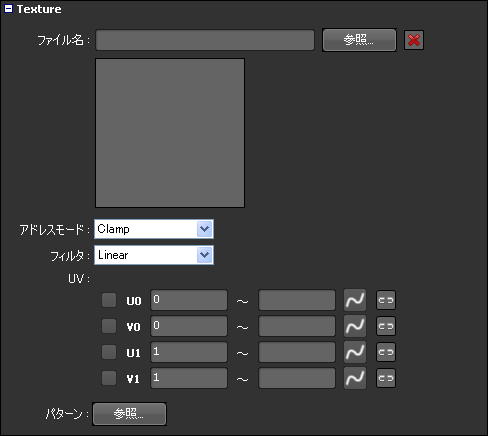 Texture
ファイル名 : 参照...
アドレスモード : Clamp
フィルタ : Linear
UV :
U0 0 ～
V0 0 ～
U1 1 ～
V1 1 ～
パターン : 参照...